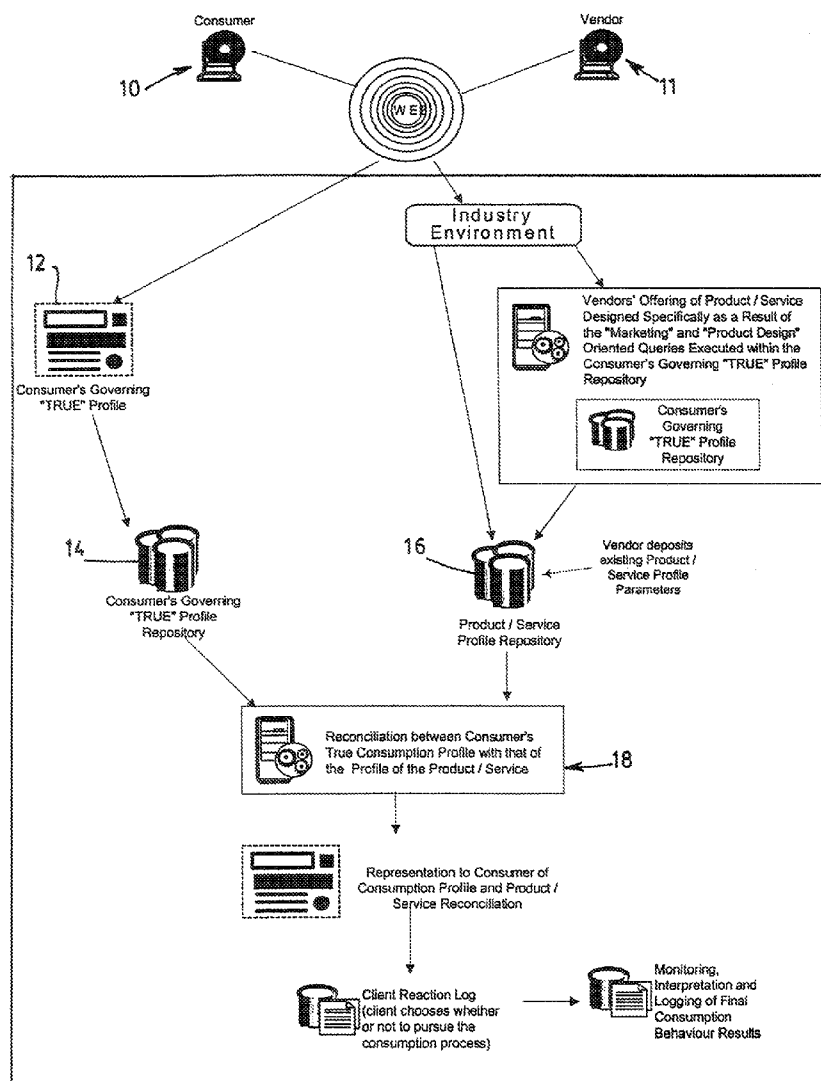 Consumer
Vendor
10
11
WEB
Industry
Environment
12
Vendors' Offering of Product / Service
Designed Specifically as a Result of
the "Marketing" and "Product Design"
Oriented Queries Executed within the
Consumer's Governing "TRUE" Profile
Repository
Consumer's Governing
"TRUE" Profile
Consumer's
Governing
"TRUE" Profile
Repository
14
16
Vendor deposits
existing Product /
Service Profile
Parameters
Consumer's Governing
"TRUE" Profile
Repository
Product / Service
Profile Repository
Reconciliation between Consumer's
True Consumption Profile with that of
the Profile of the Product / Service
18
Representation to Consumer of
Consumption Profile and Product /
Service Reconciliation
Client Reaction Log
(client chooses whether
or not to pursue the
consumption process)
Monitoring,
Interpretation and
Logging of Final
Consumption
Behaviour Results